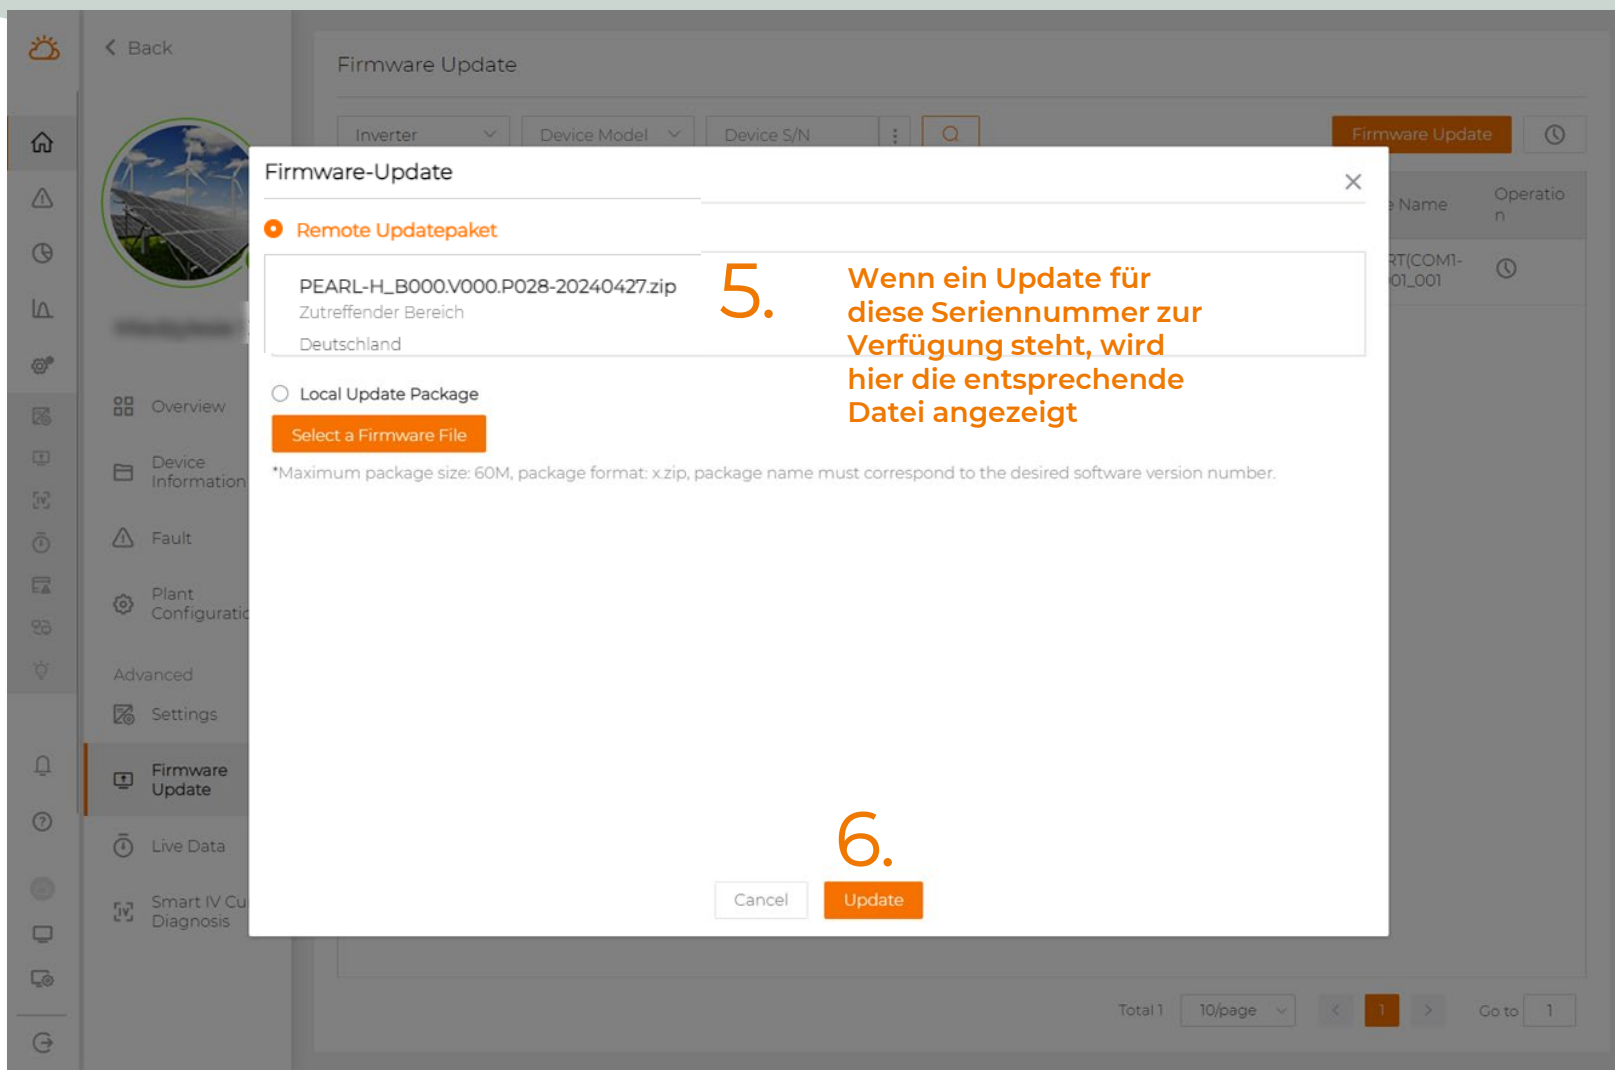 Back
Firmware Update
Inverter
Device Model
Device S/N
Firmware Update
Firmware-Update
Name
Operatio
n
Remote Updatepaket
PEARL-H_B000.V000.P028-20240427.zip
Zutreffender Bereich
Deutschland
5.
Wenn ein Update für
diese Seriennummer zur
Verfügung steht, wird
hier die entsprechende
Datei angezeigt
RT(COM1-
01_001
Local Update Package
Select a Firmware File
*Maximum package size: 60M, package format: x.zip, package name must correspond to the desired software version number.
Overview
Device
Information
Fault
Plant
Configuratio
Advanced
Settings
Firmware
Update
Live Data
Smart IV Cu
Diagnosis
6.
Cancel
Update
Total 1
10/page
<
1
>
Go to
1